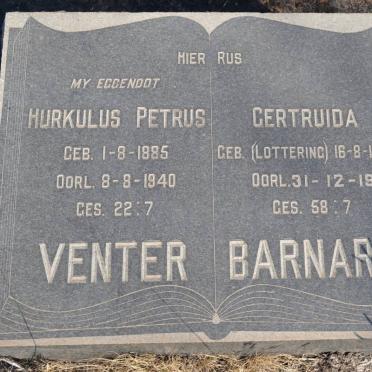 HIER RUS
MY EGGENOOT
HURKULUS PETRUS
GEB. 1-8-1885
OORL. 8-8-1940
GES. 22:7
VENTER
GERTRUIDA
GEB. (LOTTERING) 16-8-1
OORL. 31-12-19
GES. 58:7
BARNAR